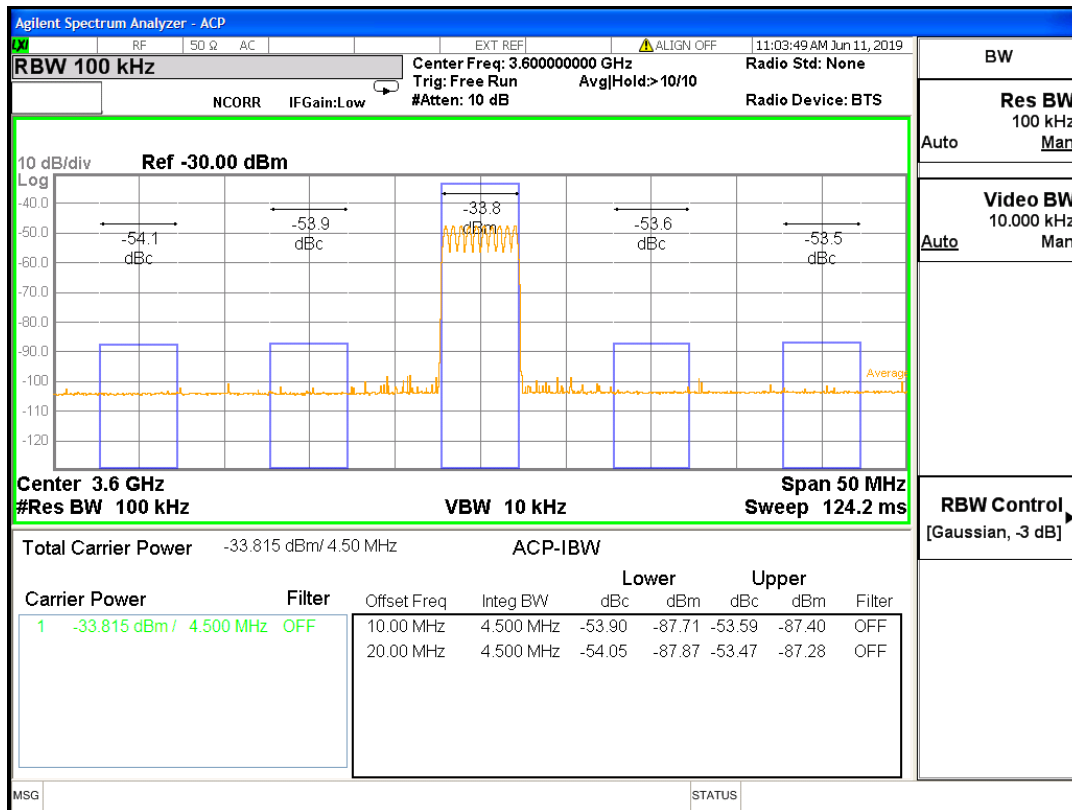 Agilent Spectrum Analyzer - ACP
LXI RF 50 Ω AC EXT REF ALIGN OFF 11:03:49 AM Jun 11, 2019
RBW 100 kHz
Center Freq: 3.600000000 GHz
Radio Std: None
Trig: Free Run
Avg|Hold:>10/10
NCORR
IFGain:Low
#Atten: 10 dB
Radio Device: BTS
10 dB/div
Ref -30.00 dBm
Log
-40.0
-50.0
-60.0
-70.0
-80.0
-90.0
-100
-110
-120
-54.1
dBc
-53.9
dBc
-33.8
dBm
-53.6
dBc
-53.5
dBc
Average
Center 3.6 GHz
Span 50 MHz
#Res BW 100 kHz
VBW 10 kHz
Sweep 124.2 ms
Total Carrier Power -33.815 dBm/ 4.50 MHz
ACP-IBW
Carrier Power Filter
1 -33.815 dBm / 4.500 MHz OFF
Lower Upper
Offset Freq Integ BW dBc dBm dBc dBm Filter
10.00 MHz 4.500 MHz -53.90 -87.71 -53.59 -87.40 OFF
20.00 MHz 4.500 MHz -54.05 -87.87 -53.47 -87.28 OFF
MSG
STATUS
BW
Res BW
100 kHz
Auto Man
Video BW
10.000 kHz
Auto Man
RBW Control
[Gaussian, -3 dB]